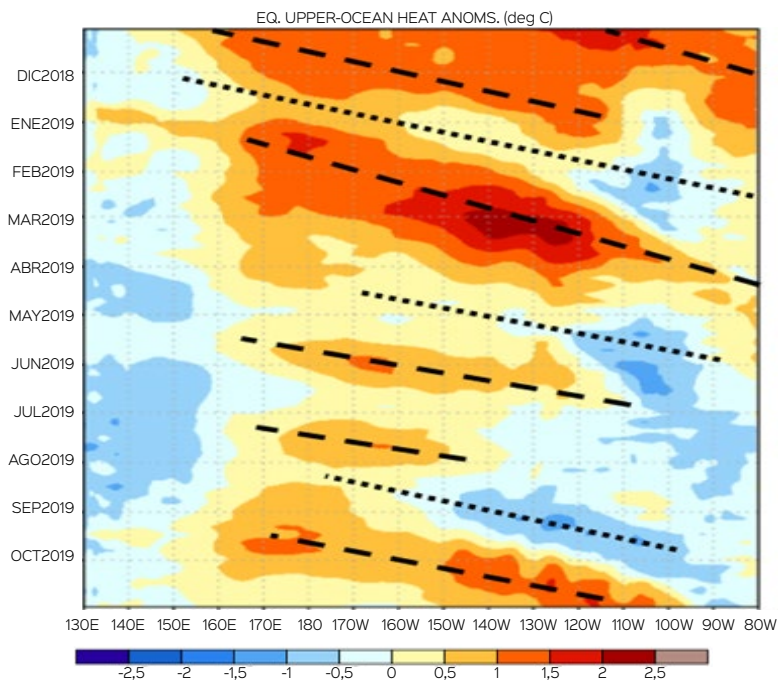 EQ. UPPER-OCEAN HEAT ANOMS. (deg C)
DIC2018
ENE2019
FEB2019
MAR2019
ABR2019
MAY2019
JUN2019
JUL2019
AGO2019
SEP2019
OCT2019
130E 140E 150E 160E 170E 180 170W 160W 150W 140W 130W 120W 110W 100W 90W 80W
-2,5 -2 -1,5 -1 -0,5 0 0,5 1 1,5 2 2,5